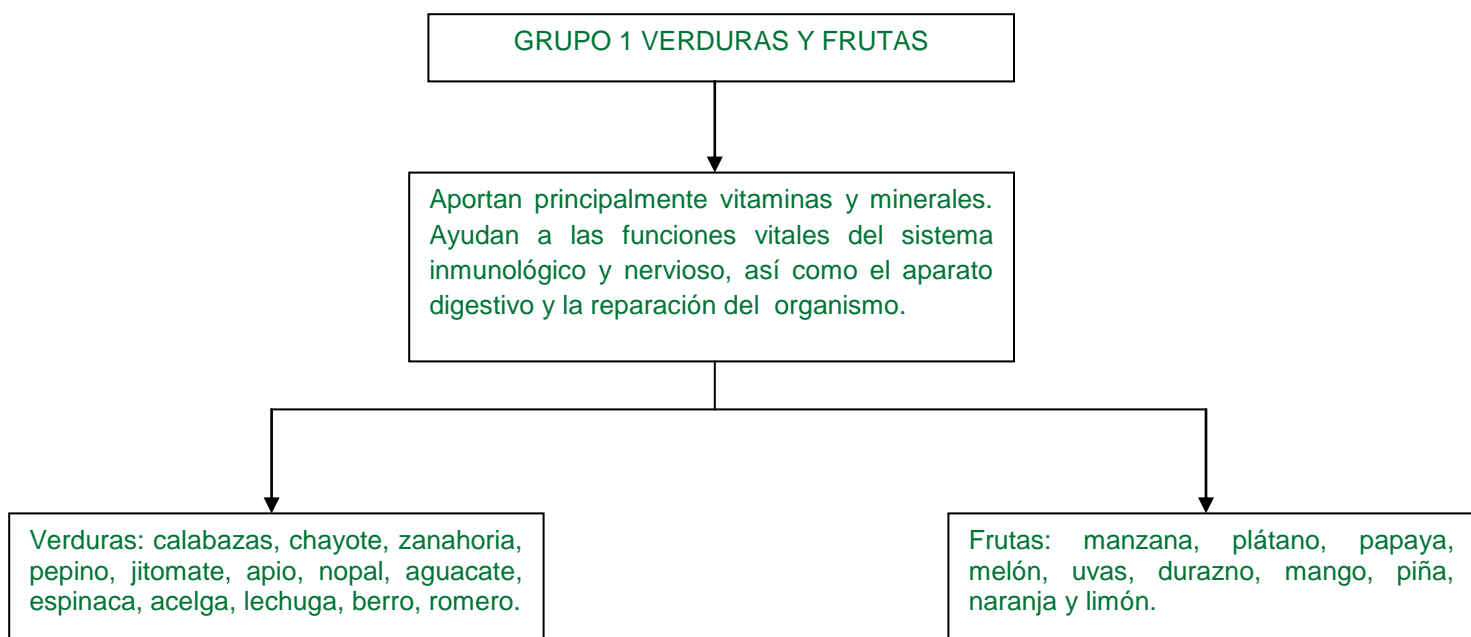 GRUPO 1 VERDURAS Y FRUTAS
Aportan principalmente vitaminas y minerales.
Ayudan a las funciones vitales del sistema
inmunológico y nervioso, así como el aparato
digestivo y la reparación del organismo.
Verduras: calabazas, chayote, zanahoria,
pepino, jitomate, apio, nopal, aguacate,
espinaca, acelga, lechuga, berro, romero.
Frutas: manzana, plátano, papaya,
melón, uvas, durazno, mango, piña,
naranja y limón.